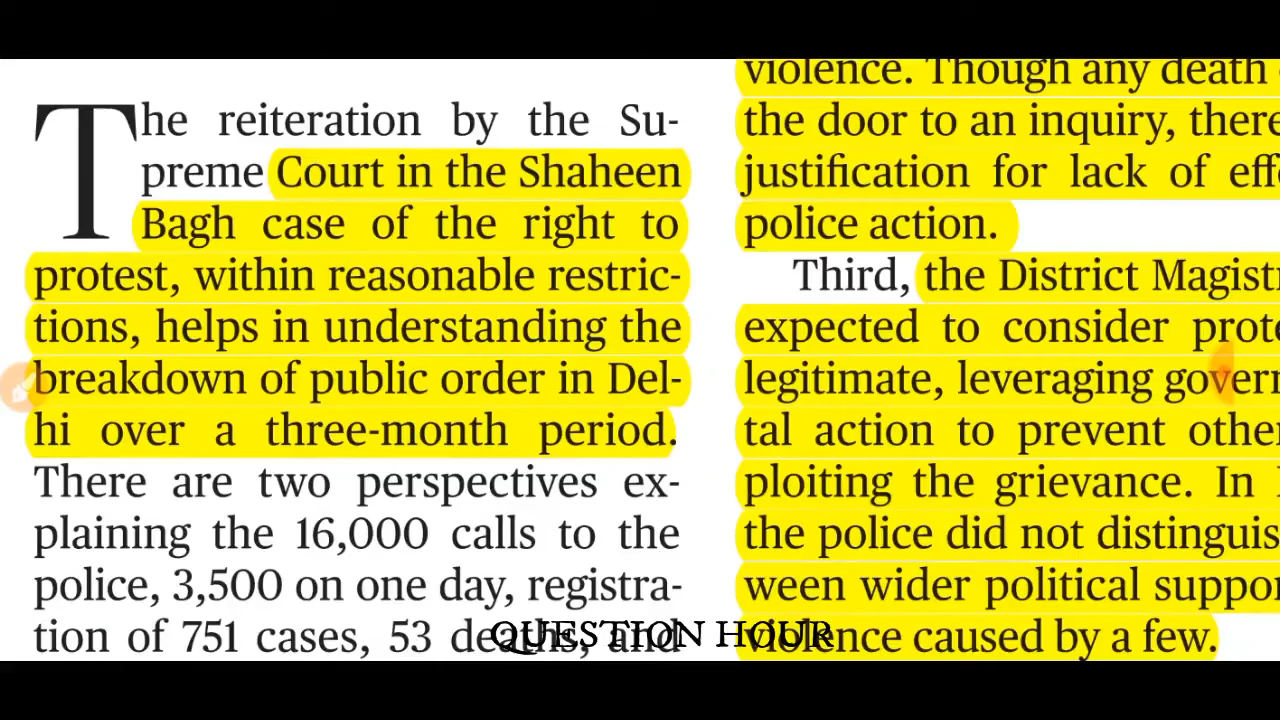 The reiteration by the Su-
preme Court in the Shaheen
Bagh case of the right to
protest, within reasonable restric-
tions, helps in understanding the
breakdown of public order in Del-
hi over a three-month period.
There are two perspectives ex-
plaining the 16,000 calls to the
police, 3,500 on one day, registra-
tion of 751 cases, 53 deaths, and
violence. Though any death
the door to an inquiry, there
justification for lack of effe
police action.
Third, the District Magistr
expected to consider prote
legitimate, leveraging govern
tal action to prevent other
ploiting the grievance. In
the police did not distinguis
ween wider political suppor
violence caused by a few.
QUESTION HOUR